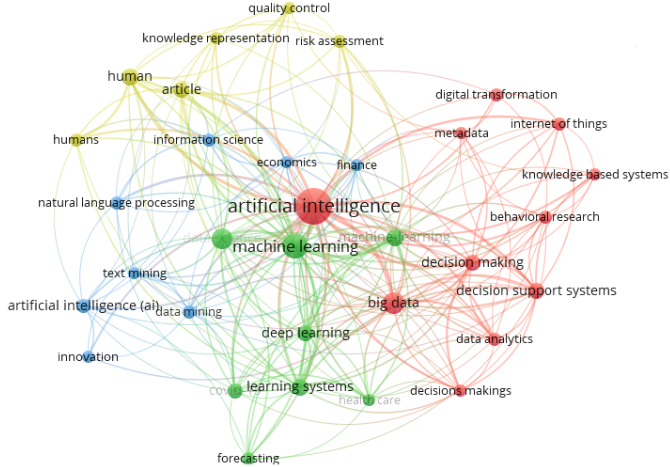 quality control
knowledge representation
risk assessment
human
article
digital transformation
internet of things
humans
information science
metadata
economics
finance
knowledge based systems
natural language processing
artificial intelligence
behavioral research
machine learning
machine-learning
decision making
text mining
decision support systems
artificial intelligence (ai)
data mining
big data
deep learning
data analytics
innovation
learning systems
decisions makings
health care
forecasting